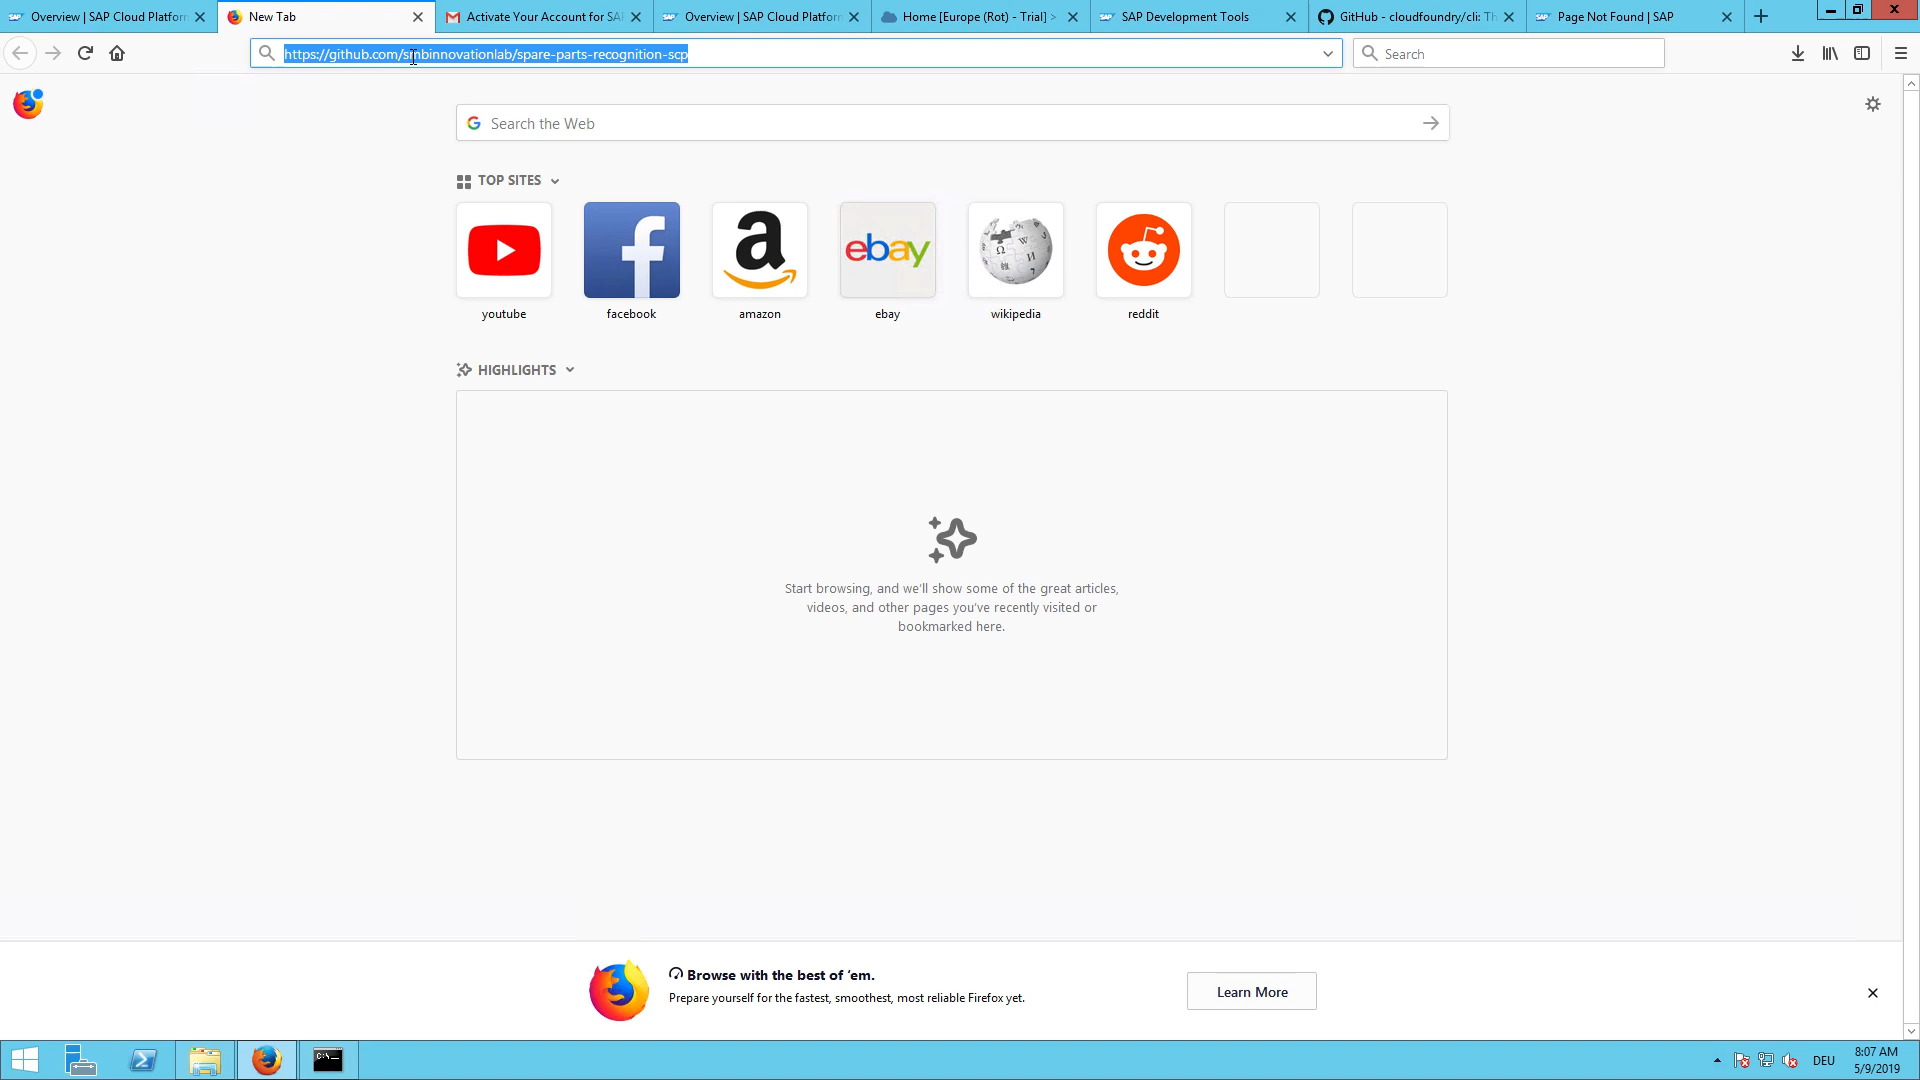 Overview | SAP Cloud Platform
New Tab
Activate Your Account for SA
Overview | SAP Cloud Platform
Home [Europe (Rot) - Trial] >
SAP Development Tools
GitHub - cloudfoundry/cli: Th
Page Not Found | SAP
https://github.com/smbinnovationlab/spare-parts-recognition-scp
Search
Search the Web
TOP SITES
a
ebay
youtube
facebook
amazon
ebay
wikipedia
reddit
HIGHLIGHTS
Start browsing, and we'll show some of the great articles,
videos, and other pages you've recently visited or
bookmarked here.
Browse with the best of 'em.
Prepare yourself for the fastest, smoothest, most reliable Firefox yet.
Learn More
DEU
8:07 AM
5/9/2019